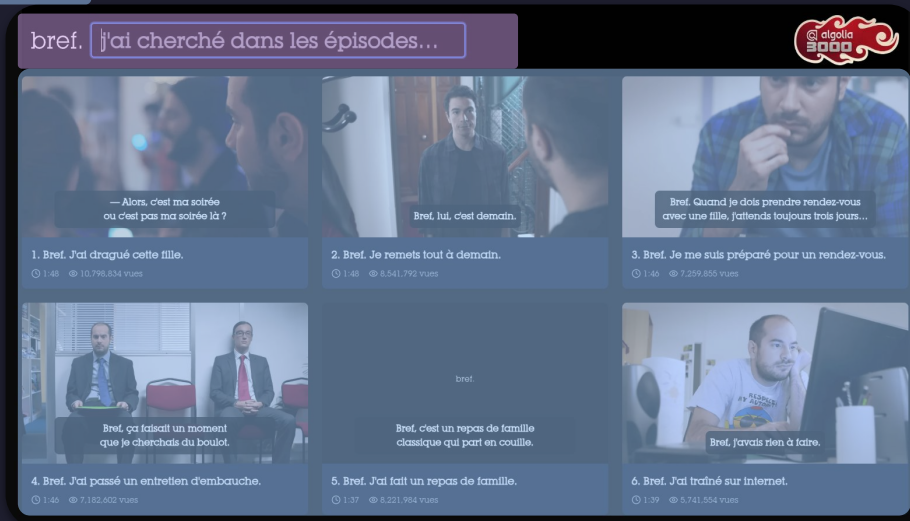 bref. j'ai cherché dans les épisodes...
@ algolia
3000
— Alors, c'est ma soirée
ou c'est pas ma soirée là ?
Bref, lui, c'est demain.
Bref. Quand je dois prendre rendez-vous
avec une fille, j'attends toujours trois jours...
1. Bref. J'ai dragué cette fille.
1:48 10,798,834 vues
2. Bref. Je remets tout à demain.
1:48 8,541,792 vues
3. Bref. Je me suis préparé pour un rendez-vous.
1:46 7,259,855 vues
Bref, ça faisait un moment
que je cherchais du boulot.
bref.
Bref, c'est un repas de famille
classique qui part en couille.
RESPECT
Bref, j'avais rien à faire.
4. Bref. J'ai passé un entretien d'embauche.
1:46 7,182,602 vues
5. Bref. J'ai fait un repas de famille.
1:37 8,221,984 vues
6. Bref. J'ai traîné sur internet.
1:39 5,741,554 vues